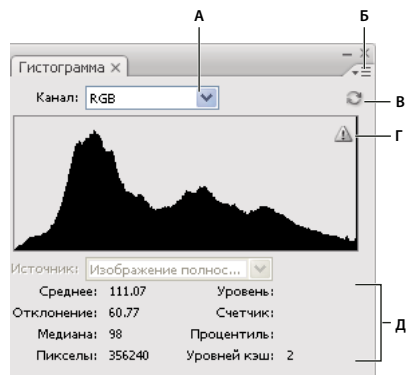 А
Б
Гистограмма ×
Канал: RGB
В
Г
Источник: Изображение полнос...
Среднее: 111.07 Уровень:
Отклонение: 60.77 Счетчик:
Медиана: 98 Процентиль:
Пикселы: 356240 Уровней кэш: 2
Д